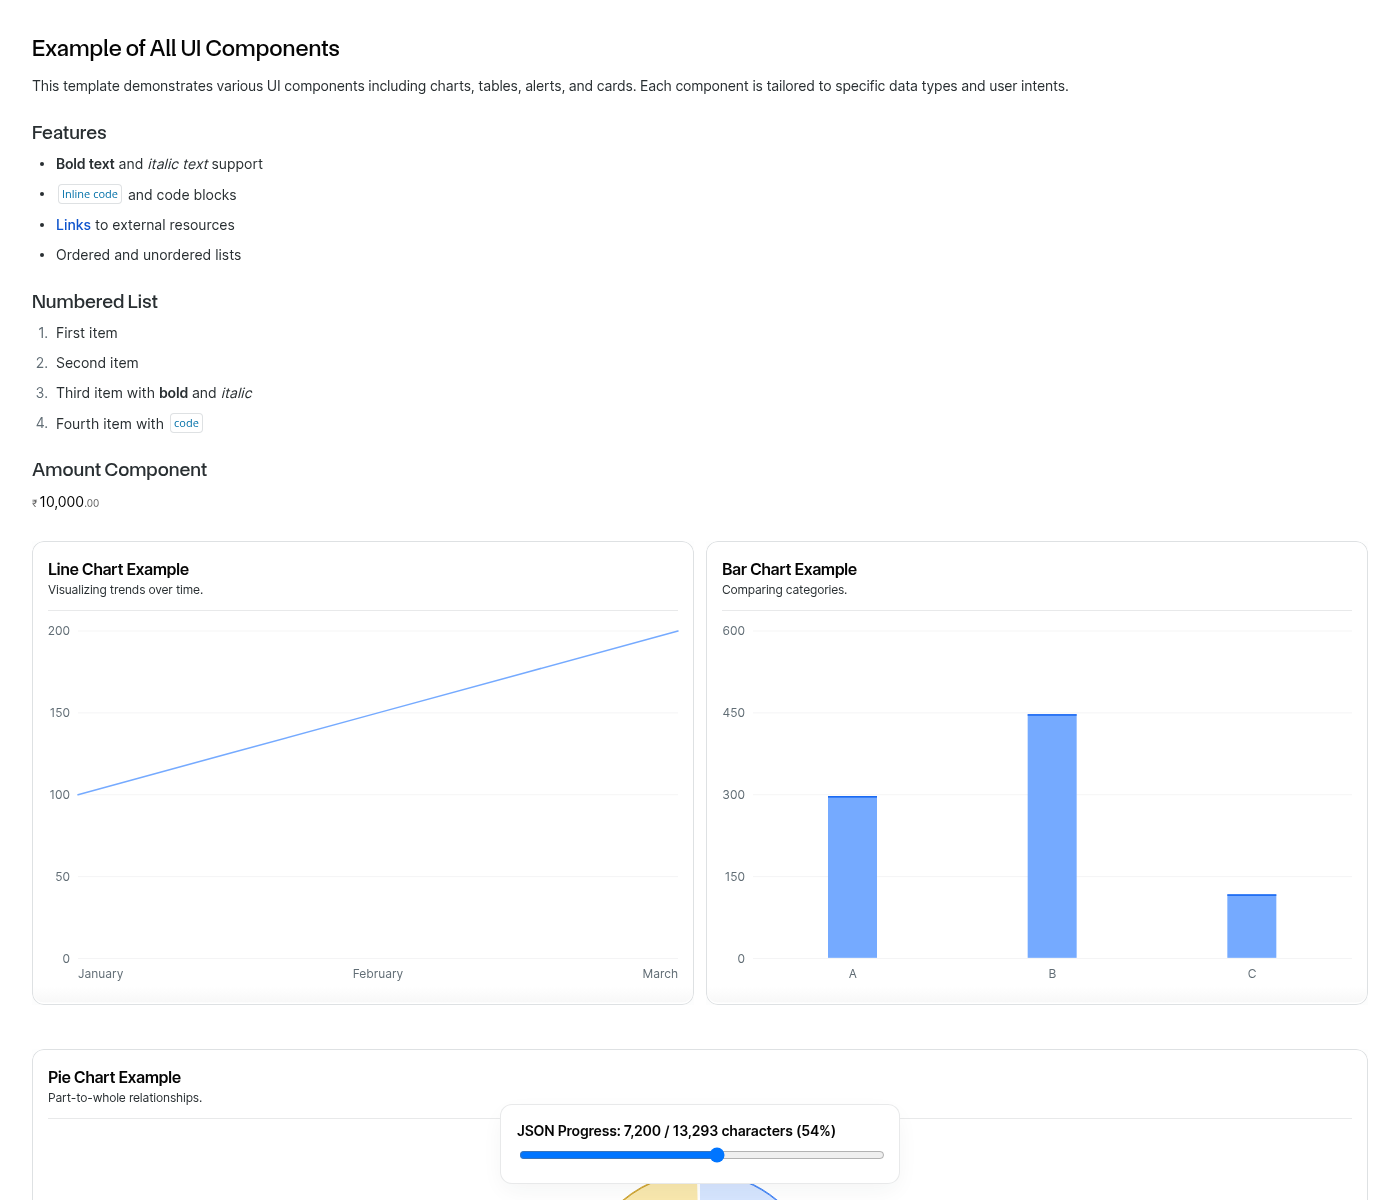 Example of All UI Components
This template demonstrates various UI components including charts, tables, alerts, and cards. Each component is tailored to specific data types and user intents.
Features
• Bold text and italic text support
• Inline code and code blocks
• Links to external resources
• Ordered and unordered lists
Numbered List
1. First item
2. Second item
3. Third item with bold and italic
4. Fourth item with code
Amount Component
₹10,000.00
Line Chart Example
Visualizing trends over time.
200
150
100
50
0
January February March
Bar Chart Example
Comparing categories.
600
450
300
150
0
A B C
Pie Chart Example
Part-to-whole relationships.
JSON Progress: 7,200 / 13,293 characters (54%)